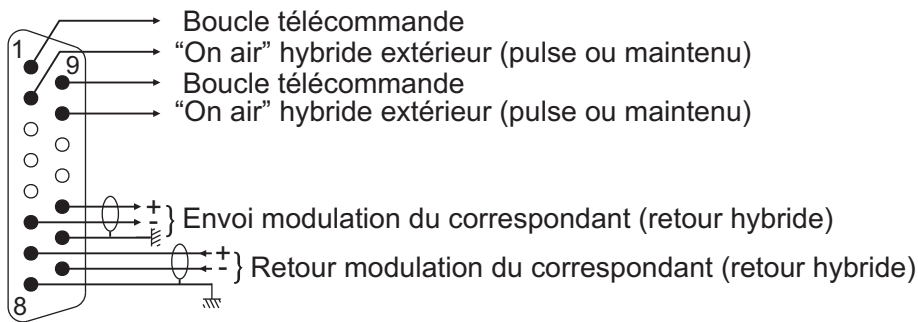 Boucle télécommande
1
“On air” hybride extérieur (pulse ou maintenu)
9
Boucle télécommande
“On air” hybride extérieur (pulse ou maintenu)
+
- } Envoi modulation du correspondant (retour hybride)
+
- } Retour modulation du correspondant (retour hybride)
8